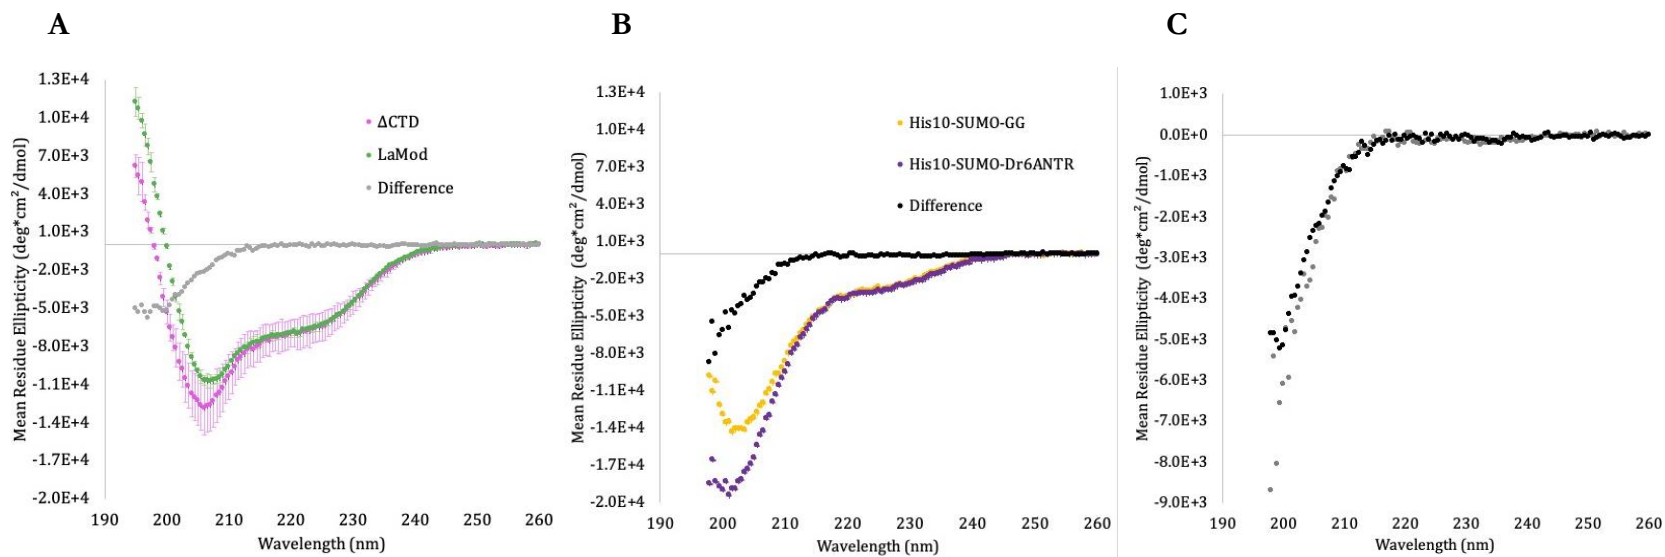 A
B
C
Mean Residue Ellipticity (deg*cm²/dmol)
1.3E+4
1.0E+4
7.0E+3
4.0E+3
1.0E+3
-2.0E+3
-5.0E+3
-8.0E+3
-1.1E+4
-1.4E+4
-1.7E+4
-2.0E+4
ΔCTD
LaMod
Difference
190 200 210 220 230 240 250 260
Wavelength (nm)
Mean Residue Ellipticity (deg*cm²/dmol)
1.3E+4
1.0E+4
7.0E+3
4.0E+3
1.0E+3
-2.0E+3
-5.0E+3
-8.0E+3
-1.1E+4
-1.4E+4
-1.7E+4
-2.0E+4
His10-SUMO-GG
His10-SUMO-Dr6ANTR
Difference
190 200 210 220 230 240 250 260
Wavelength (nm)
Mean Residue Ellipticity (deg*cm²/dmol)
1.0E+3
0.0E+0
-1.0E+3
-2.0E+3
-3.0E+3
-4.0E+3
-5.0E+3
-6.0E+3
-7.0E+3
-8.0E+3
-9.0E+3
190 200 210 220 230 240 250 260
Wavelength (nm)